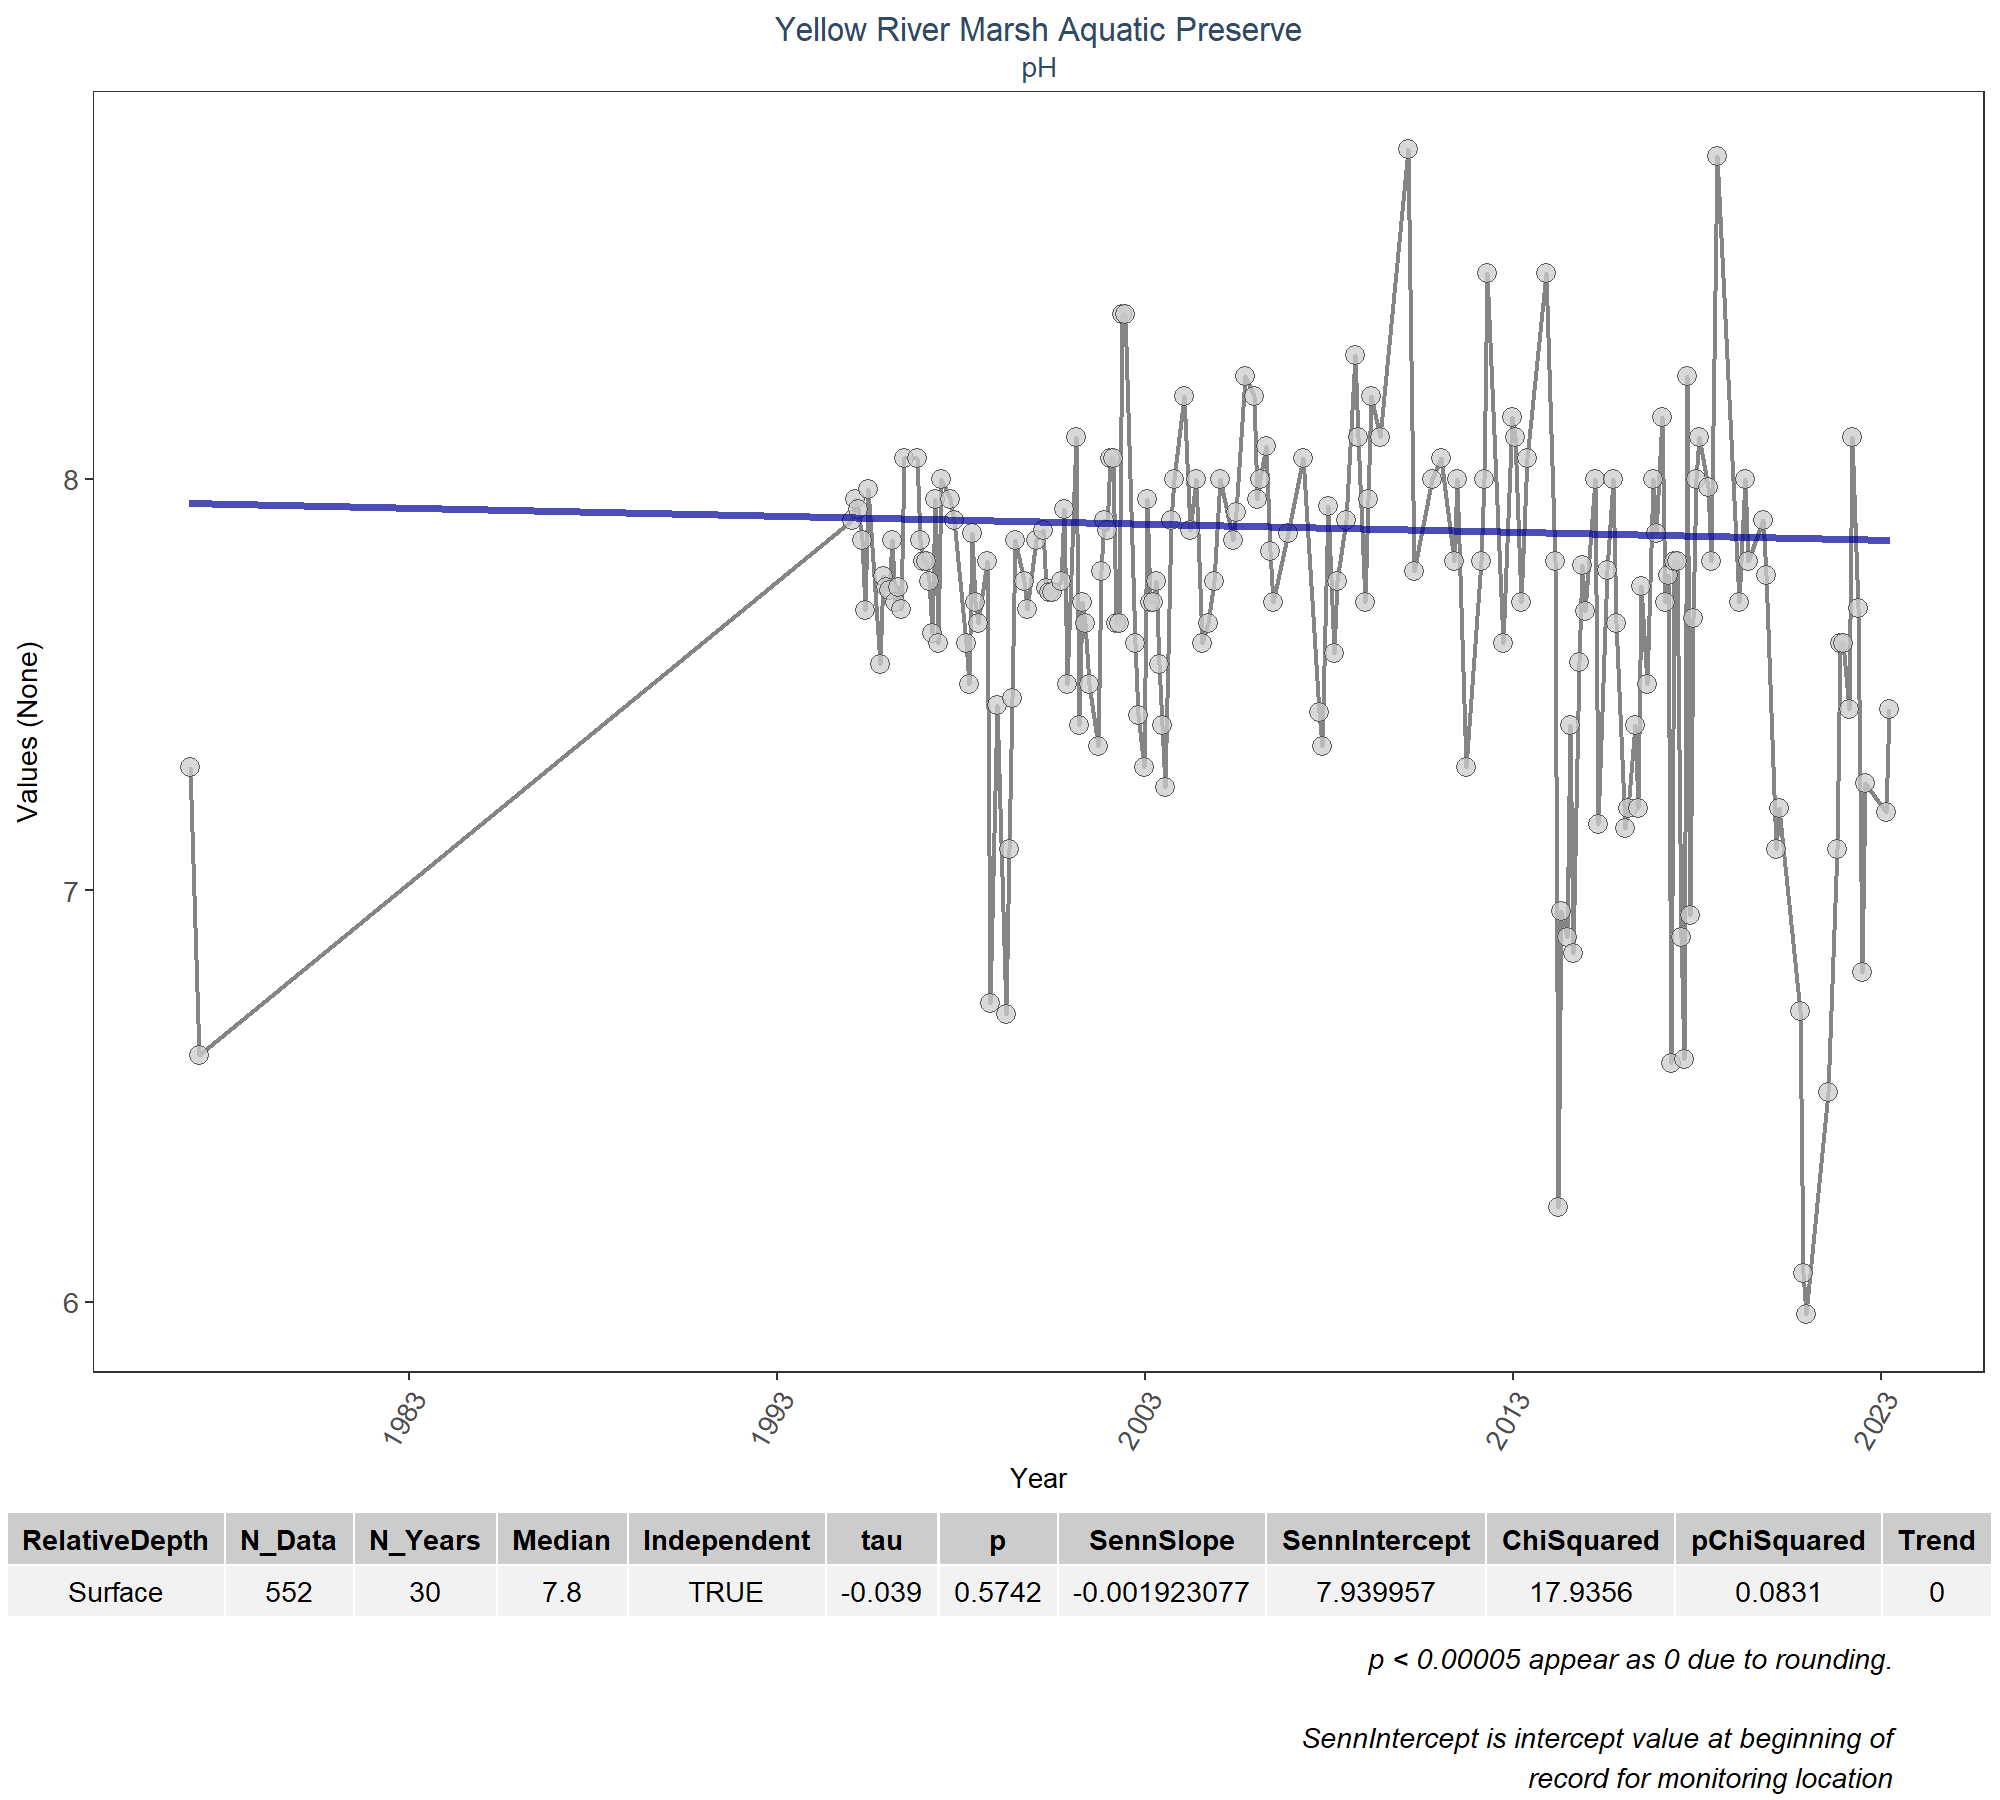 Yellow River Marsh Aquatic Preserve
pH
Values (None)
8
7
6
1983
1993
2003
2013
2023
Year
RelativeDepth N_Data N_Years Median Independent tau p SennSlope SennIntercept ChiSquared pChiSquared Trend
Surface 552 30 7.8 TRUE -0.039 0.5742 -0.001923077 7.939957 17.9356 0.0831 0
p < 0.00005 appear as 0 due to rounding.
SennIntercept is intercept value at beginning of
record for monitoring location